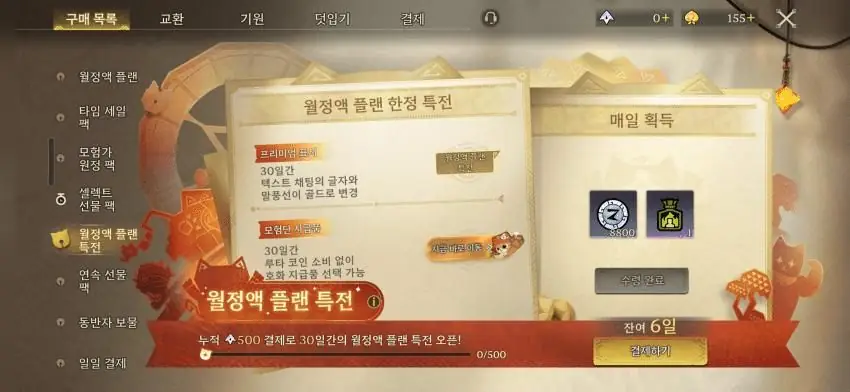 구매 목록
교환
기원
덧입기
결제
0+
155+
월정액 플랜
타임 세일
팩
모험가
원정 팩
셀렉트
선물 팩
월정액 플랜
특전
연속 선물
팩
동반자 보물
일일 결제
월정액 플랜 한정 특전
30일간
텍스트 채팅의 글자와
말풍선이 골드로 변경
월정액 플랜
모험단 지급품
30일간
루타 코인 소비 없이
호화 지급품 선택 가능
지금 바로 이동
월정액 플랜 특전
누적 500 결제로 30일간의 월정액 플랜 특전 오픈!
0/500
매일 획득
8800
1
수령 완료
잔여 6일
결제하기